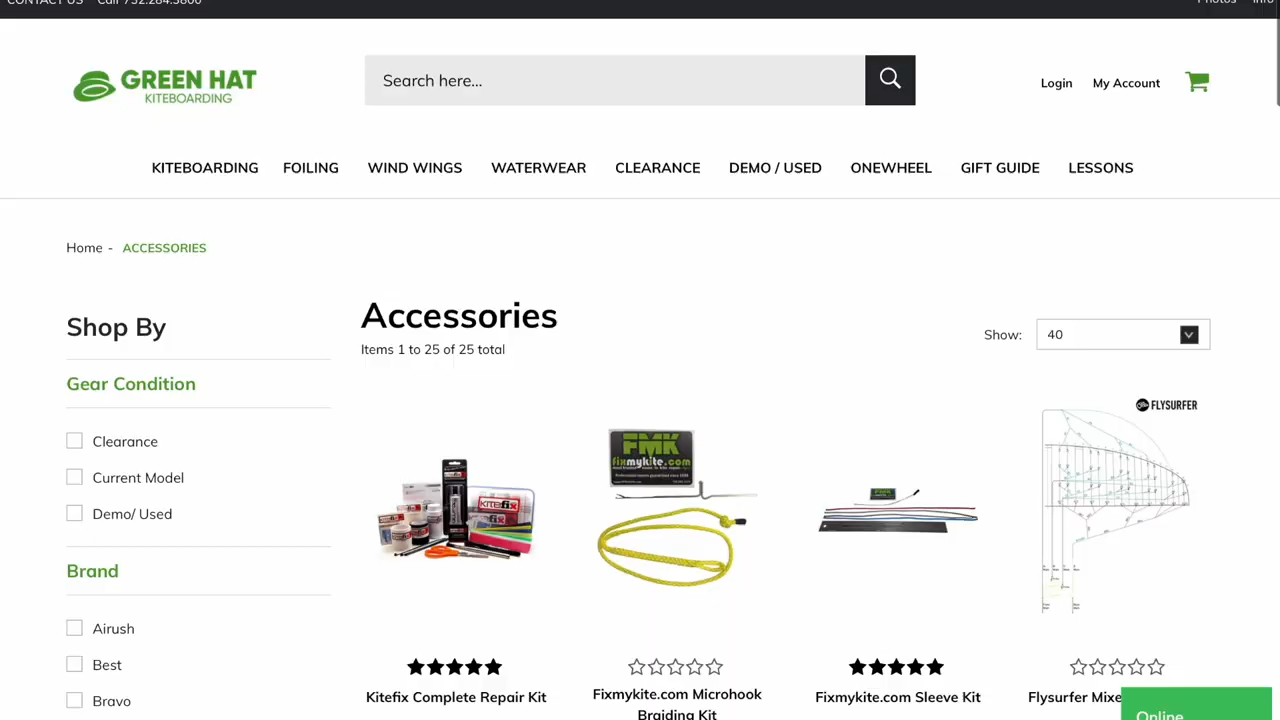 CONTACT US Call 732.284.3800
Photos Info
GREEN HAT
KITEBOARDING
Search here...
Login My Account
KITEBOARDING FOILING WIND WINGS WATERWEAR CLEARANCE DEMO / USED ONEWHEEL GIFT GUIDE LESSONS
Home - ACCESSORIES
Shop By
Gear Condition
Clearance
Current Model
Demo/ Used
Brand
Airush
Best
Bravo
Accessories
Items 1 to 25 of 25 total
Show: 40
FMK
fixmykite.com
KITEfix
FMK
FLYSURFER
Kitefix Complete Repair Kit
Fixmykite.com Microhook
Braiding Kit
Fixmykite.com Sleeve Kit
Flysurfer Mixe
Online